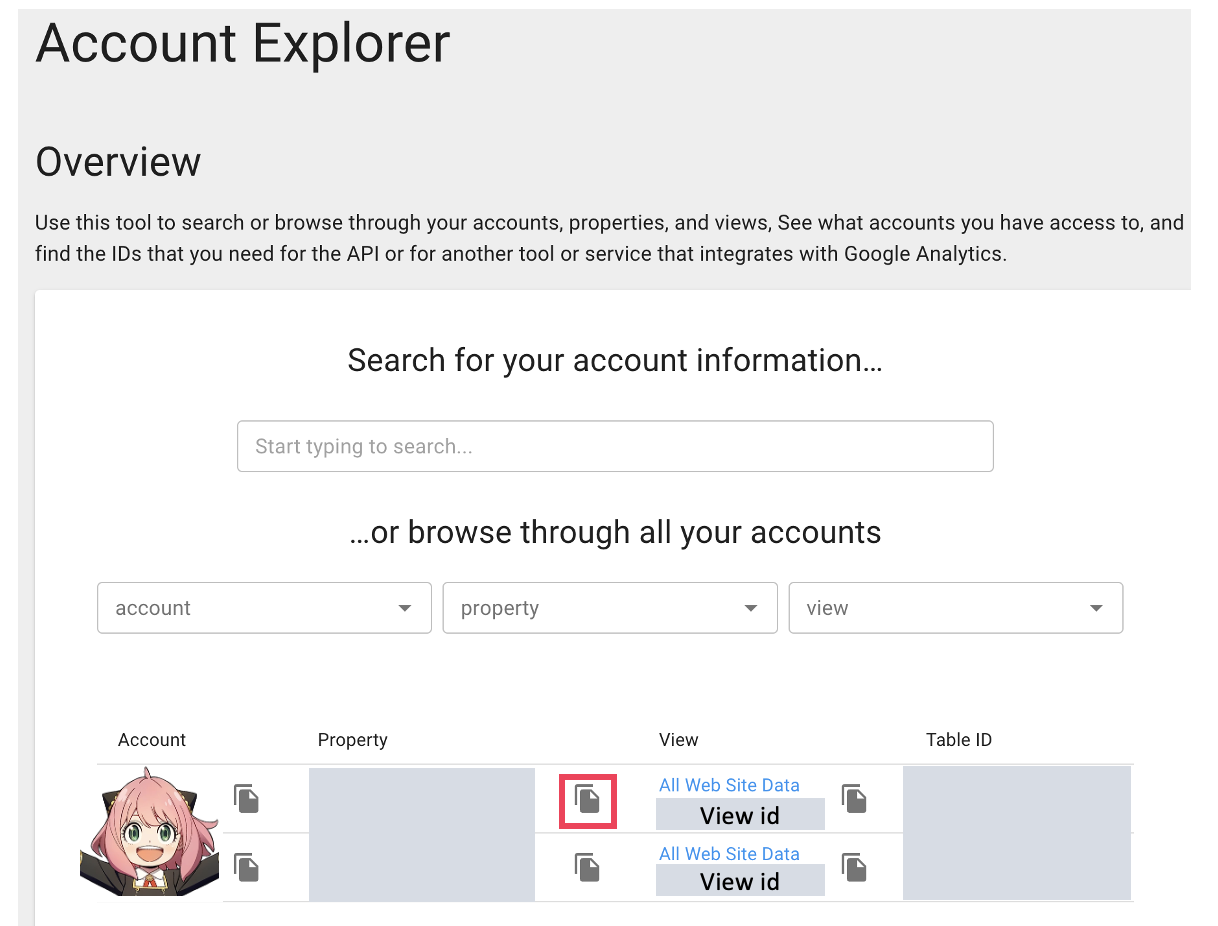 Account Explorer
Overview
Use this tool to search or browse through your accounts, properties, and views, See what accounts you have access to, and
find the IDs that you need for the API or for another tool or service that integrates with Google Analytics.
Search for your account information...
Start typing to search...
...or browse through all your accounts
account property view
Account Property View Table ID
All Web Site Data
View id
All Web Site Data
View id